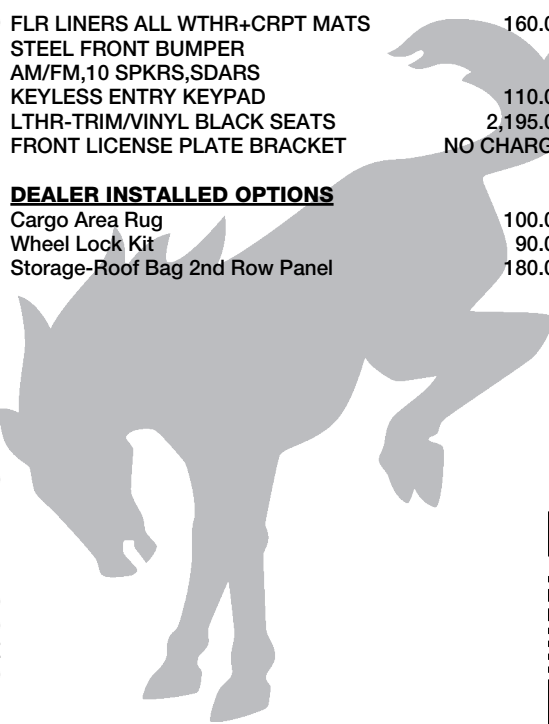 FLR LINERS ALL WTHR+CRPT MATS 160.0
STEEL FRONT BUMPER
AM/FM,10 SPKRS,SDARS
KEYLESS ENTRY KEYPAD 110.0
LTHR-TRIM/VINYL BLACK SEATS 2,195.0
FRONT LICENSE PLATE BRACKET NO CHARG
DEALER INSTALLED OPTIONS
Cargo Area Rug 100.0
Wheel Lock Kit 90.0
Storage-Roof Bag 2nd Row Panel 180.0